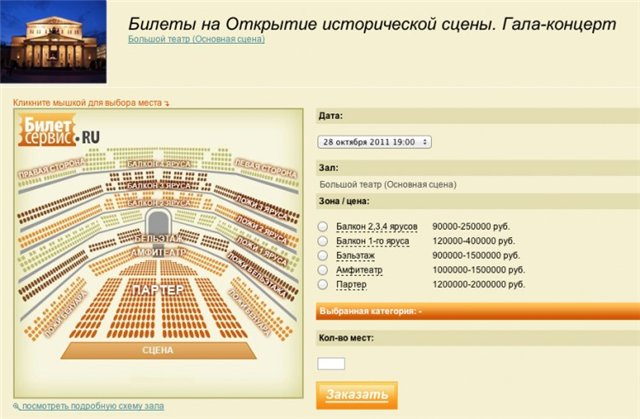 Билеты на Открытие исторической сцены. Гала-концерт
Большой театр (Основная сцена)
Кликните мышкой для выбора места
Билет
сервис.RU
ПРАВАЯ СТОРОНА
БАЛКОН 4 ЯРУСА
ЛЕВАЯ СТОРОНА
БАЛКОН 3 ЯРУСА
ЛОЖИ 3 ЯРУСА
ЛОЖИ 2 ЯРУСА
ЛОЖИ 1 ЯРУСА
БЕЛЬЭТАЖ
ЛОЖИ БЕЛЬЭТАЖА
АМФИТЕАТР
ПАРТЕР
ЛОЖИ БЕНУАРА
ЛОЖИ БЕНУАРА
СЦЕНА
посмотреть подробную схему зала
Дата:
28 октября 2011 19:00
Зал:
Большой театр (Основная сцена)
Зона / цена:
Балкон 2,3,4 ярусов 90000-250000 руб.
Балкон 1-го яруса 120000-400000 руб.
Бэльэтаж 900000-1500000 руб.
Амфитеатр 1000000-1500000 руб.
Партер 1200000-2000000 руб.
Выбранная категория: -
Кол-во мест:
Заказать